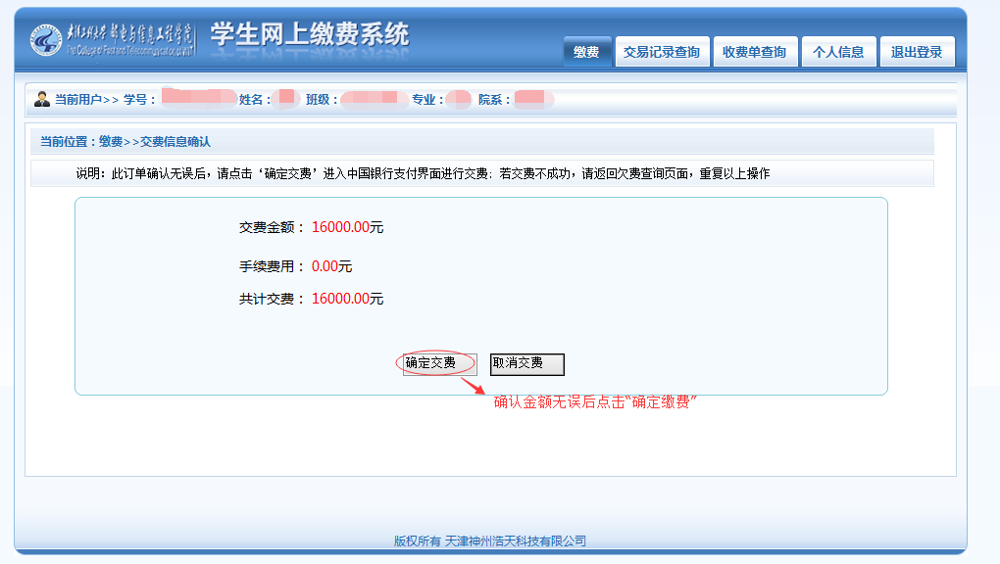 武汉工程大学 邮电与信息工程学院 学生网上缴费系统
The College of Post and Telecommunication of WIT
缴费 交易记录查询 收费单查询 个人信息 退出登录
当前用户>> 学号： 姓名： 班级： 专业： 院系：
当前位置：缴费>>交费信息确认
说明：此订单确认无误后，请点击‘确定交费’进入中国银行支付界面进行交费；若交费不成功，请返回欠费查询页面，重复以上操作
交费金额： 16000.00元
手续费用： 0.00元
共计交费： 16000.00元
确定交费 取消交费
确认金额无误后点击“确定缴费”
版权所有 天津神州浩天科技有限公司